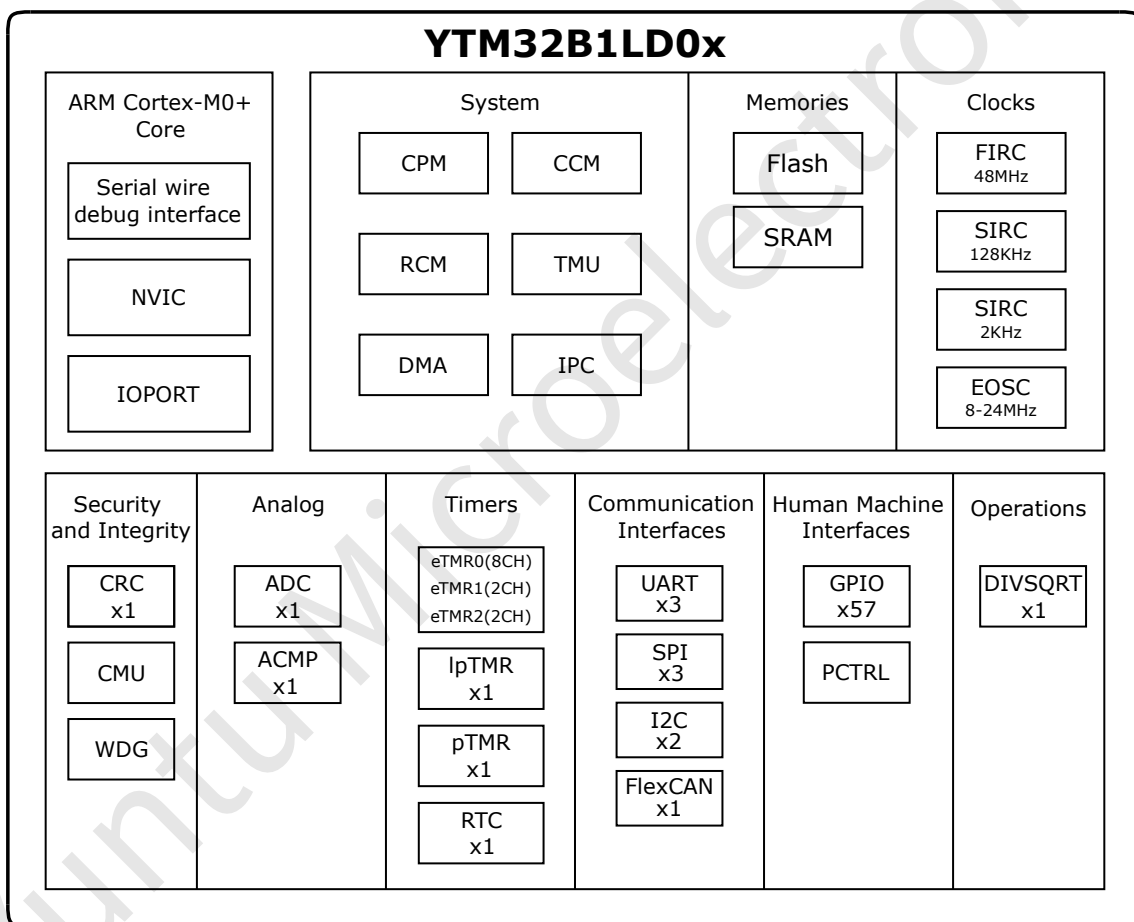 YTM32B1LD0x
ARM Cortex-M0+
Core
Serial wire
debug interface
NVIC
IOPORT
System
CPM
CCM
RCM
TMU
DMA
IPC
Memories
Flash
SRAM
Clocks
FIRC
48MHz
SIRC
128KHz
SIRC
2KHz
EOSC
8-24MHz
Security
and Integrity
CRC
x1
CMU
WDG
Analog
ADC
x1
ACMP
x1
Timers
eTMR0(8CH)
eTMR1(2CH)
eTMR2(2CH)
lpTMR
x1
pTMR
x1
RTC
x1
Communication
Interfaces
UART
x3
SPI
x3
I2C
x2
FlexCAN
x1
Human Machine
Interfaces
GPIO
x57
PCTRL
Operations
DIVSQRT
x1